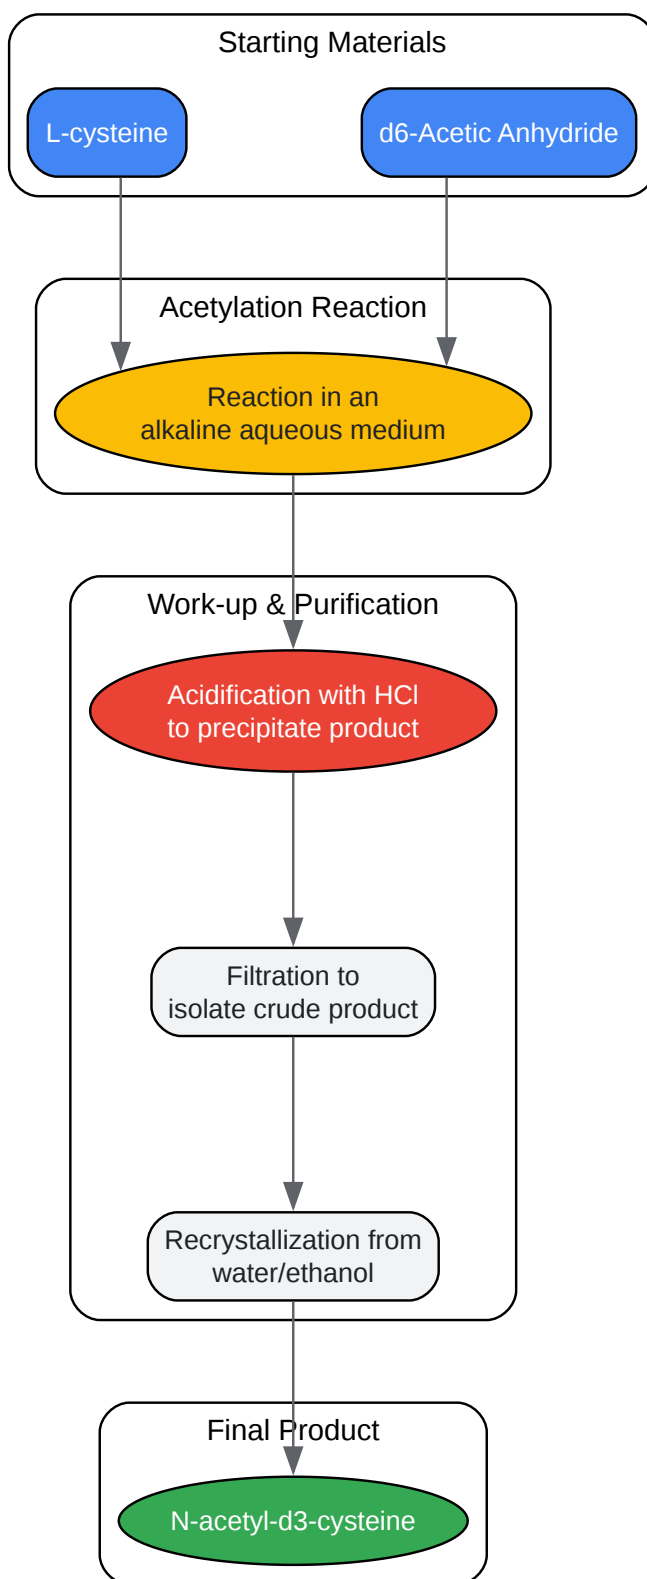 Starting Materials
L-cysteine
d6-Acetic Anhydride
Acetylation Reaction
Reaction in an
alkaline aqueous medium
Work-up & Purification
Acidification with HCl
to precipitate product
Filtration to
isolate crude product
Recrystallization from
water/ethanol
Final Product
N-acetyl-d3-cysteine